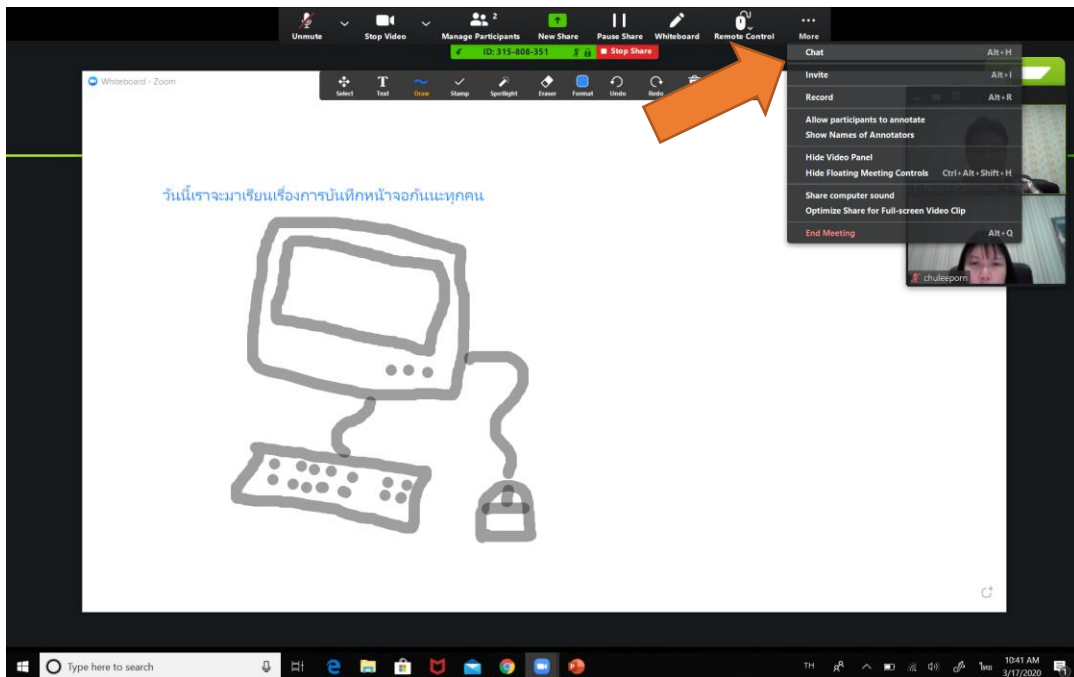 2
Unmute Stop Video Manage Participants New Share Pause Share Whiteboard Remote Control More
ID: 315-808-351 Stop Share
Whiteboard - Zoom
Select Text Draw Stamp Spotlight Eraser Format Undo Redo
Chat Alt+H
Invite Alt+I
Record Alt+R
Allow participants to annotate
Show Names of Annotators
Hide Video Panel
Hide Floating Meeting Controls Ctrl+Alt+Shift+H
Share computer sound
Optimize Share for Full-screen Video Clip
End Meeting Alt+Q
วันนี้เราจะมาเรียนเรื่องการบันทึกหน้าจอกันนะทุกคน
chuleeporn
Type here to search
TH ไทย 10:41 AM
3/17/2020
1